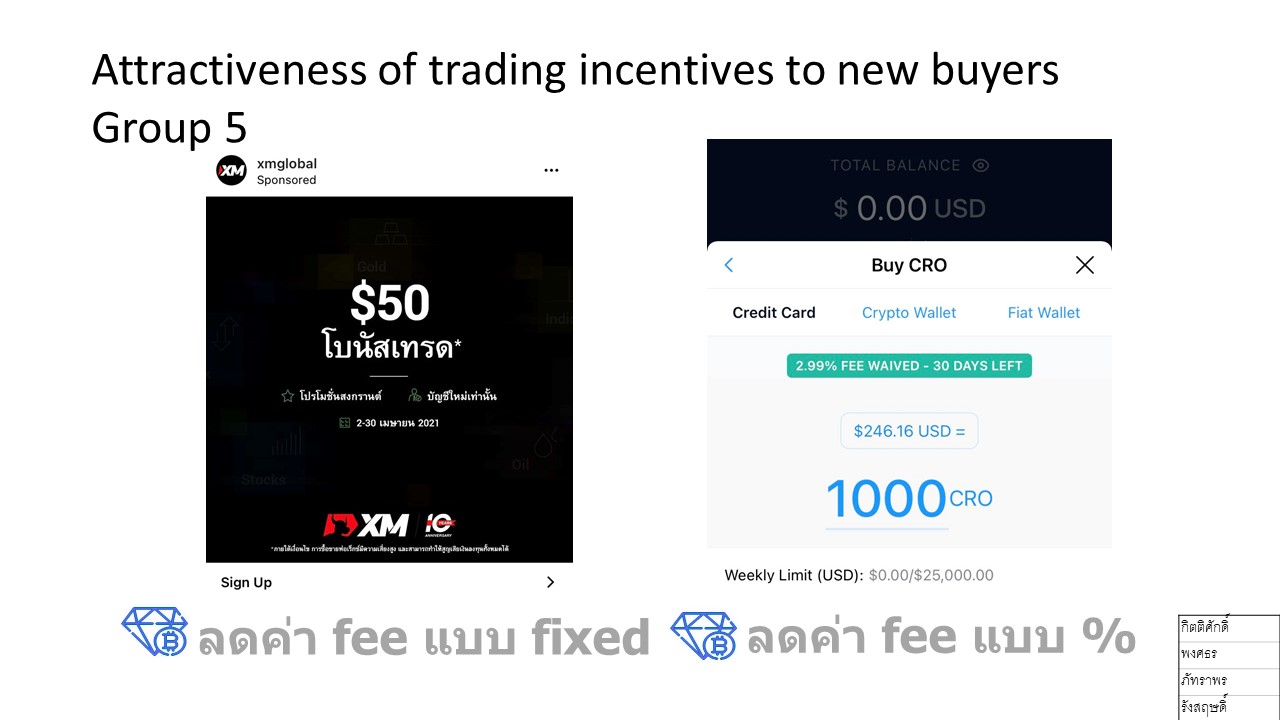 Attractiveness of trading incentives to new buyers
Group 5
xmglobal
Sponsored
Gold
$50
โบนัสเทรด*
โปรโมชั่นสงกรานต์ บัญชีใหม่เท่านั้น
2-30 เมษายน 2021
Indi
Oil
Stocks
XM 10 YEARS ANNIVERSARY
*ภายใต้เงื่อนไข การซื้อขายฟอเร็กซ์มีความเสี่ยงสูง และสามารถทำให้สูญเสียเงินลงทุนทั้งหมดได้
Sign Up
ลดค่า fee แบบ fixed
TOTAL BALANCE
$ 0.00 USD
Buy CRO
Credit Card Crypto Wallet Fiat Wallet
2.99% FEE WAIVED - 30 DAYS LEFT
$246.16 USD =
1000 CRO
Weekly Limit (USD): $0.00/$25,000.00
ลดค่า fee แบบ %
กิตติศักดิ์
พงศธร
ภัทราพร
รังสฤษดิ์